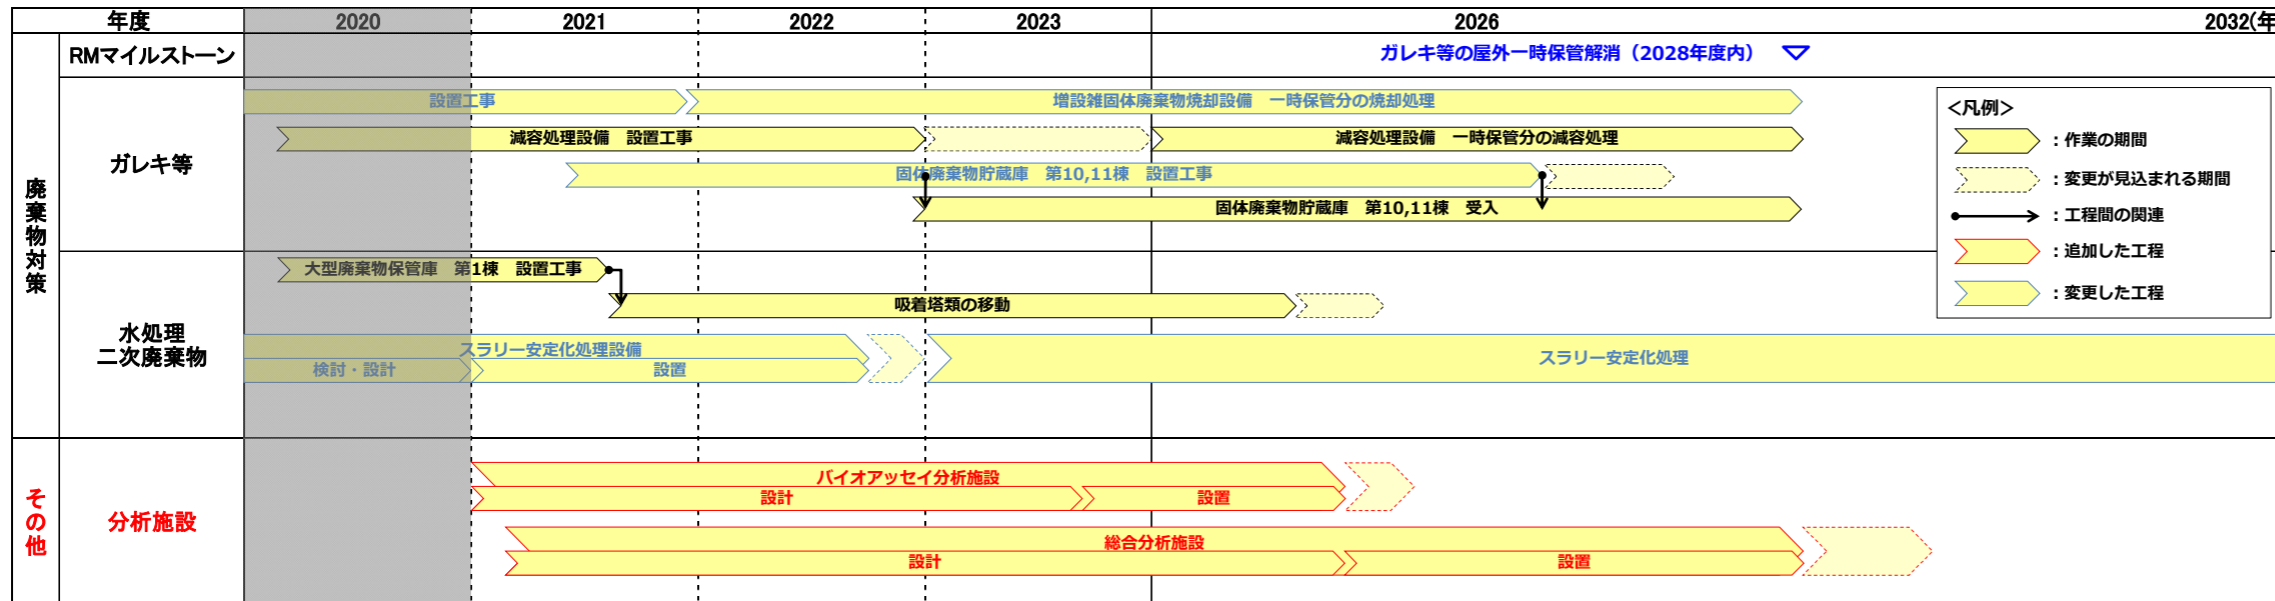 年度
2020
2021
2022
2023
2026
2032(年
廃棄物対策
RMマイルストーン
ガレキ等の屋外一時保管解消（2028年度内）
ガレキ等
設置工事
増設雑固体廃棄物焼却設備　一時保管分の焼却処理
減容処理設備　設置工事
減容処理設備　一時保管分の減容処理
固体廃棄物貯蔵庫　第10,11棟　設置工事
固体廃棄物貯蔵庫　第10,11棟　受入
水処理
二次廃棄物
大型廃棄物保管庫　第1棟　設置工事
吸着塔類の移動
スラリー安定化処理設備
検討・設計
設置
スラリー安定化処理
その他
分析施設
バイオアッセイ分析施設
設計
設置
総合分析施設
設計
設置
＜凡例＞
：作業の期間
：変更が見込まれる期間
：工程間の関連
：追加した工程
：変更した工程